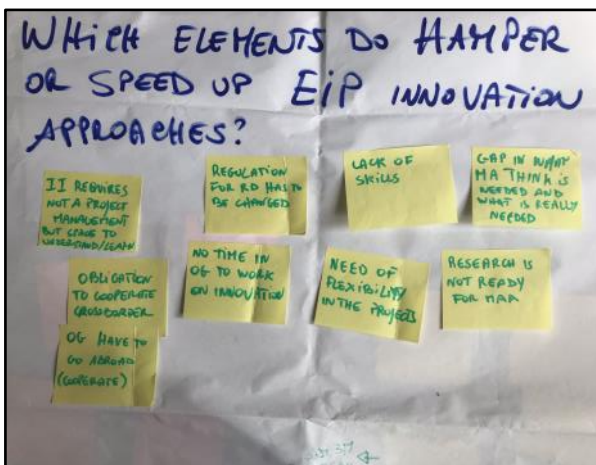 WHICH ELEMENTS DO HAMPER
OR SPEED UP EIP INNOVATION
APPROACHES?
II REQUIRES
NOT A PROJECT
MANAGEMENT
BUT SPACE TO
UNDERSTAND/LEARN
REGULATION
FOR RD HAS TO
BE CHANGED
LACK OF
SKILLS
GAP IN WHAT
MA THINK IS
NEEDED AND
WHAT IS REALLY
NEEDED
OBLIGATION
TO COOPERATE
CROSSBORDER
NO TIME IN
OG TO WORK
ON INNOVATION
NEED OF
FLEXIBILITY
IN THE PROJECTS
RESEARCH IS
NOT READY
FOR MAA
OG HAVE TO
GO ABROAD
(COOPERATE)